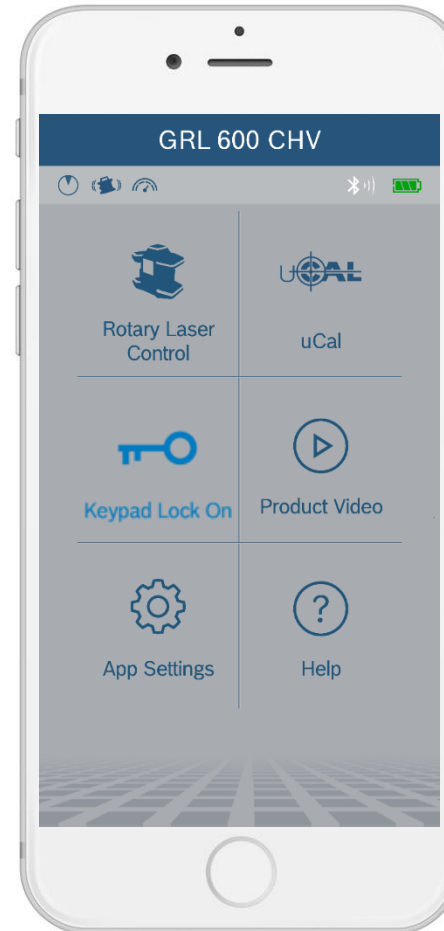 GRL 600 CHV
Rotary Laser
Control
uCAL
uCal
Keypad Lock On
Product Video
App Settings
?
Help